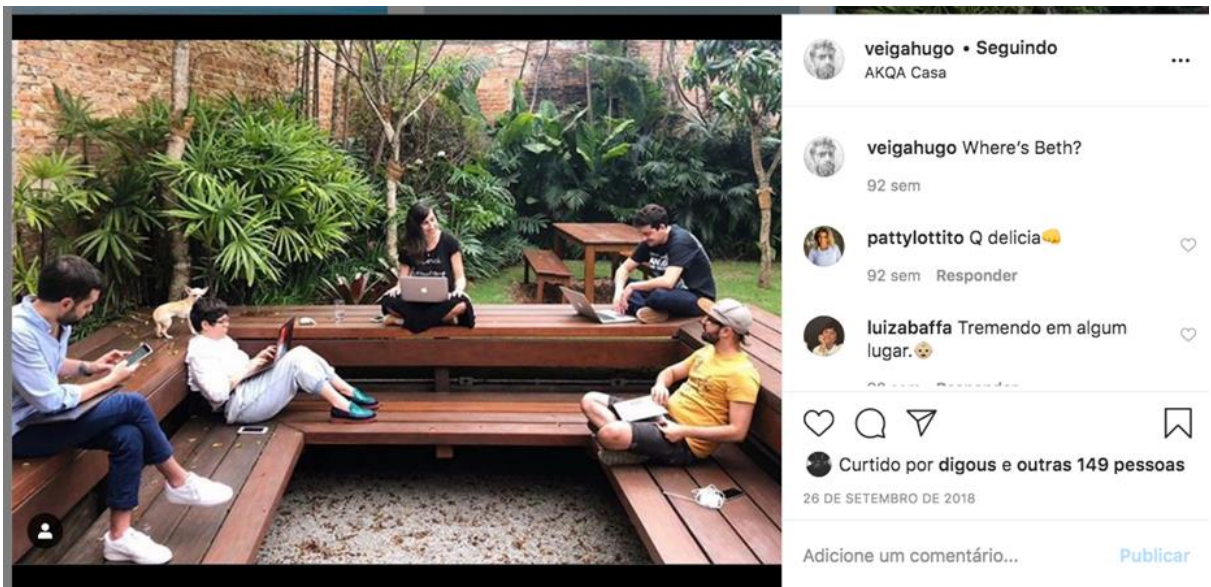 veigahugo • Seguindo
AKQA Casa
veigahugo Where's Beth?
92 sem
pattylottito Q delicia👊
92 sem Responder
luizabaffa Tremendo em algum
lugar.👶🏼
Curtido por digous e outras 149 pessoas
26 DE SETEMBRO DE 2018
Adicione um comentário... Publicar